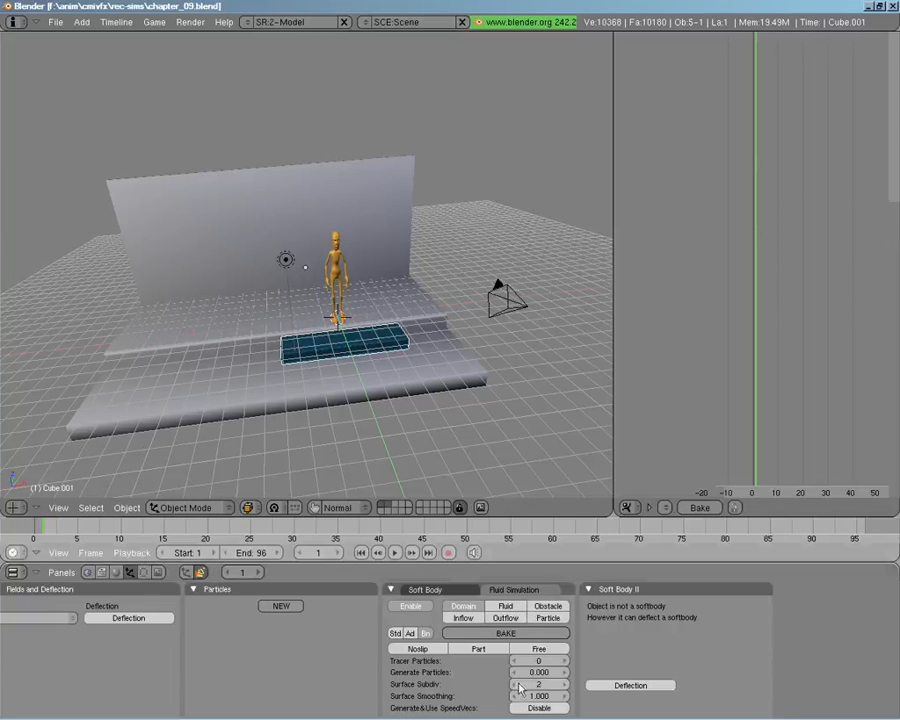 Blender [f:\anim\cmivfx\rec-sims\chapter_09.blend]
Add Timeline Game Render Help SR:2-Model SCE:Scene www.blender.org 242.2 Ve:10368 | Fa:10180 | Ob:5-1 | La:1 | Mem:19.49M | Time: | Cube.001
(1) Cube.001
-20 -10 0 10 20 30 40 50
View Select Object Object Mode Normal Bake
0 5 10 15 20 25 30 35 40 45 50 55 60 65 70 75 80 85 90 95
View Frame Playback Start: 1 End: 96 1
Panels 1
Fields and Deflection Particles Soft Body Fluid Simulation Soft Body II
Deflection NEW Enable Domain Fluid Obstacle Object is not a softbody
Deflection Inflow Outflow Particle However it can deflect a softbody
Std Ad Bn BAKE
Noslip Part Free
Tracer Particles: 0
Generate Particles: 0.000
Surface Subdiv: 2 Deflection
Surface Smoothing: 1.000
Generate&Use SpeedVecs: Disable